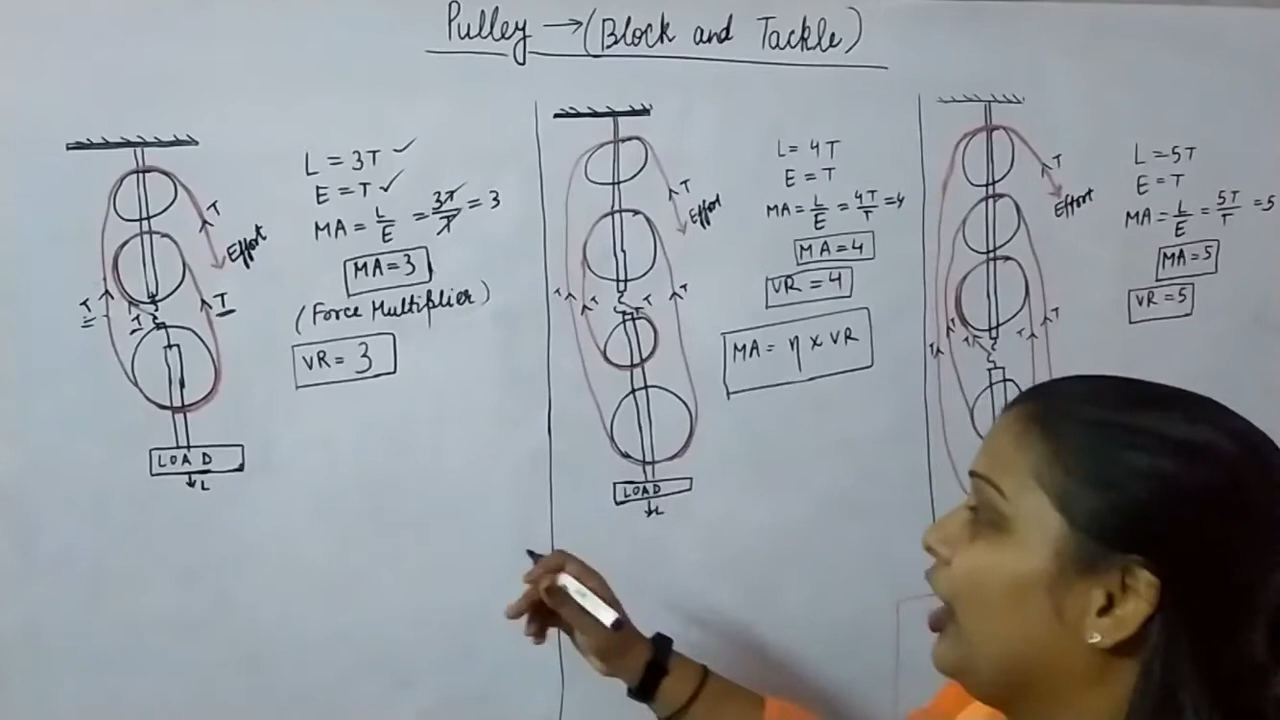 Pulley → (Block and Tackle)
L = 3T ✓
E = T ✓
MA = L/E = 3T/T = 3
MA = 3
(Force Multiplier)
VR = 3
T
Effort
T
T
T
LOAD
L
L = 4T
E = T
MA = L/E = 4T/T = 4
MA = 4
VR = 4
MA = η × VR
T
Effort
T
T
T
T
LOAD
L
L = 5T
E = T
MA = L/E = 5T/T = 5
MA = 5
VR = 5
T
Effort
T
T
T
T
T